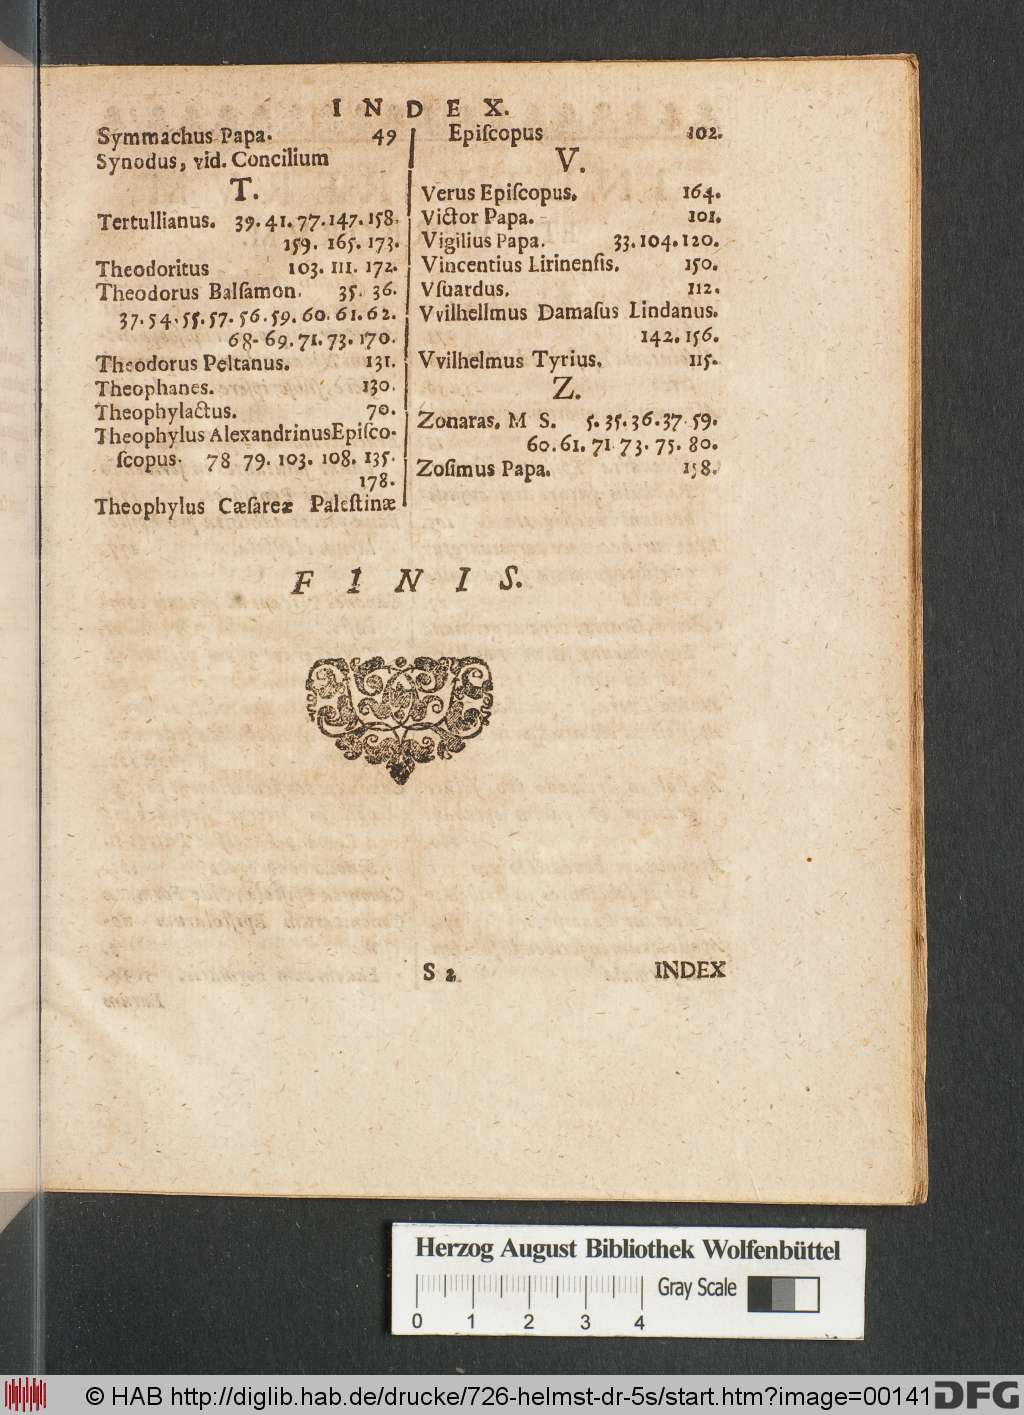 INDEX.
Symmachus Papa. 49
Synodus, vid. Concilium
T.
Tertullianus. 39. 41. 77. 147. 158.
159. 165. 173.
Theodoritus 103. 111. 172.
Theodorus Balſamon. 35. 36.
37. 54. 55. 57. 56. 59. 60. 61. 62.
68. 69. 71. 73. 170.
Theodorus Peltanus. 131.
Theophanes. 130.
Theophylactus. 70.
Theophylus Alexandrinus Epiſco-
ſcopus. 78 79. 103. 108. 135.
178.
Theophylus Cæſareæ Paleſtinæ
Epiſcopus 102.
V.
Verus Epiſcopus. 164.
Victor Papa. 101.
Vigilius Papa. 33. 104. 120.
Vincentius Lirinenſis. 150.
Vſuardus. 112.
Vvilhellmus Damaſus Lindanus.
142. 156.
Vvilhelmus Tyrius. 115.
Z.
Zonaras. M S. 5. 35. 36. 37 59.
60. 61. 71 73. 75. 80.
Zoſimus Papa. 158.
FINIS.
S 2 INDEX
Herzog August Bibliothek Wolfenbüttel
Gray Scale
0 1 2 3 4
© HAB http://diglib.hab.de/drucke/726-helmst-dr-5s/start.htm?image=00141
DFG